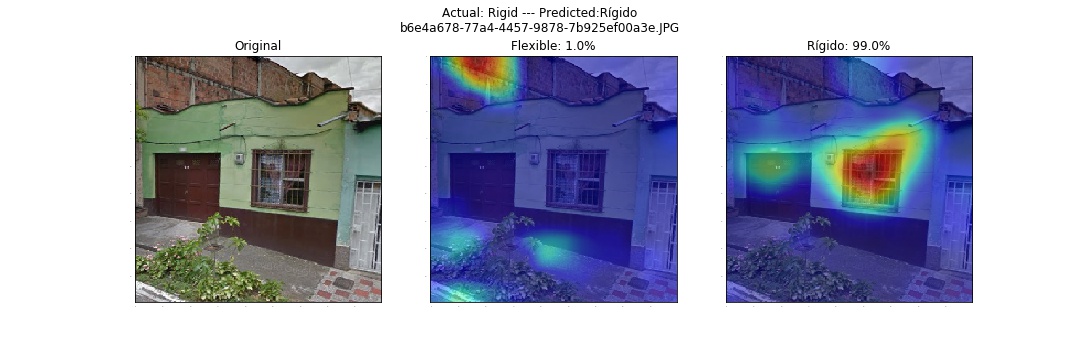 Actual: Rigid --- Predicted:Rígido
b6e4a678-77a4-4457-9878-7b925ef00a3e.JPG
Original
Flexible: 1.0%
Rígido: 99.0%